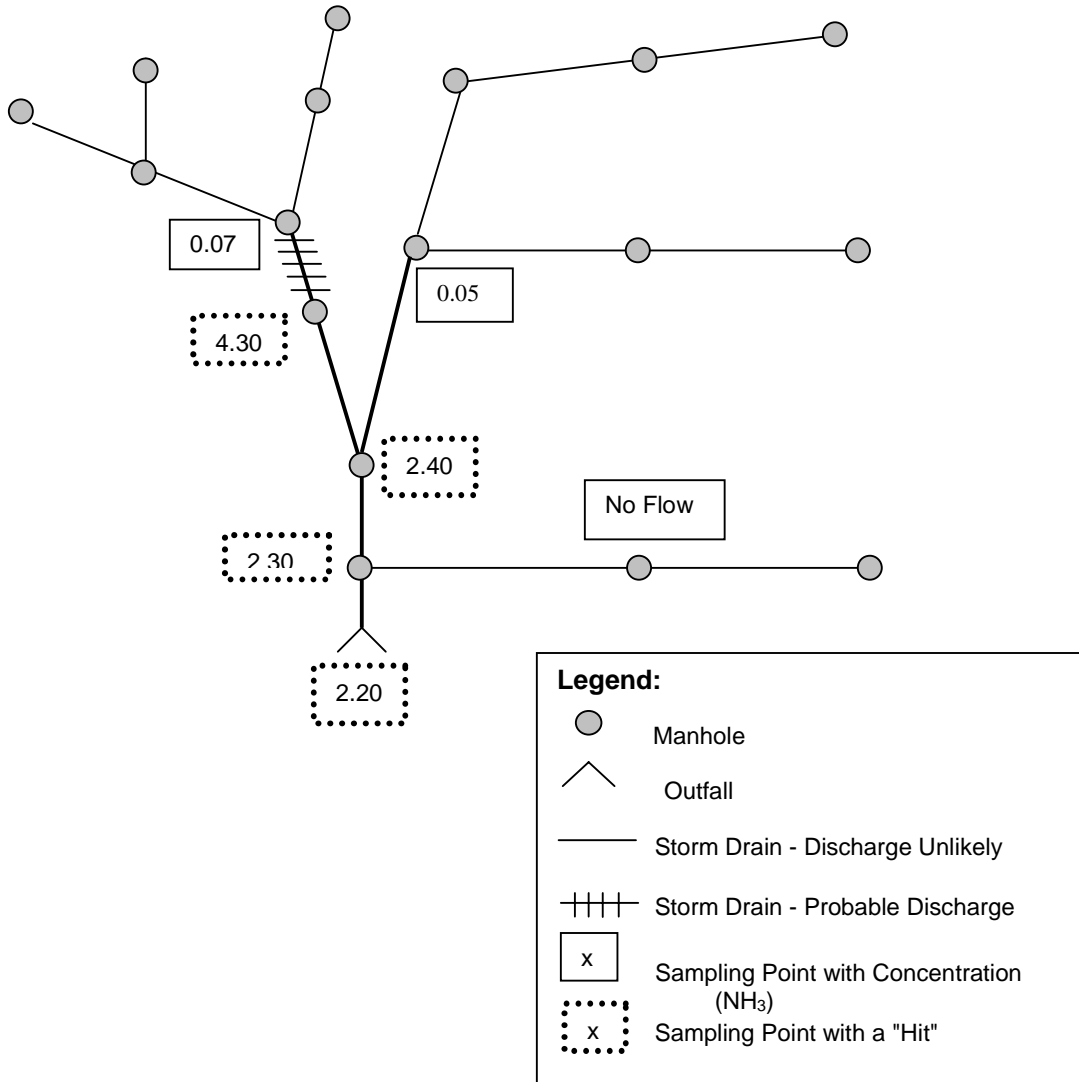 0.07
0.05
4.30
2.40
No Flow
2.30
2.20
Legend:
Manhole
Outfall
Storm Drain - Discharge Unlikely
Storm Drain - Probable Discharge
x
Sampling Point with Concentration
(NH₃)
x
Sampling Point with a "Hit"